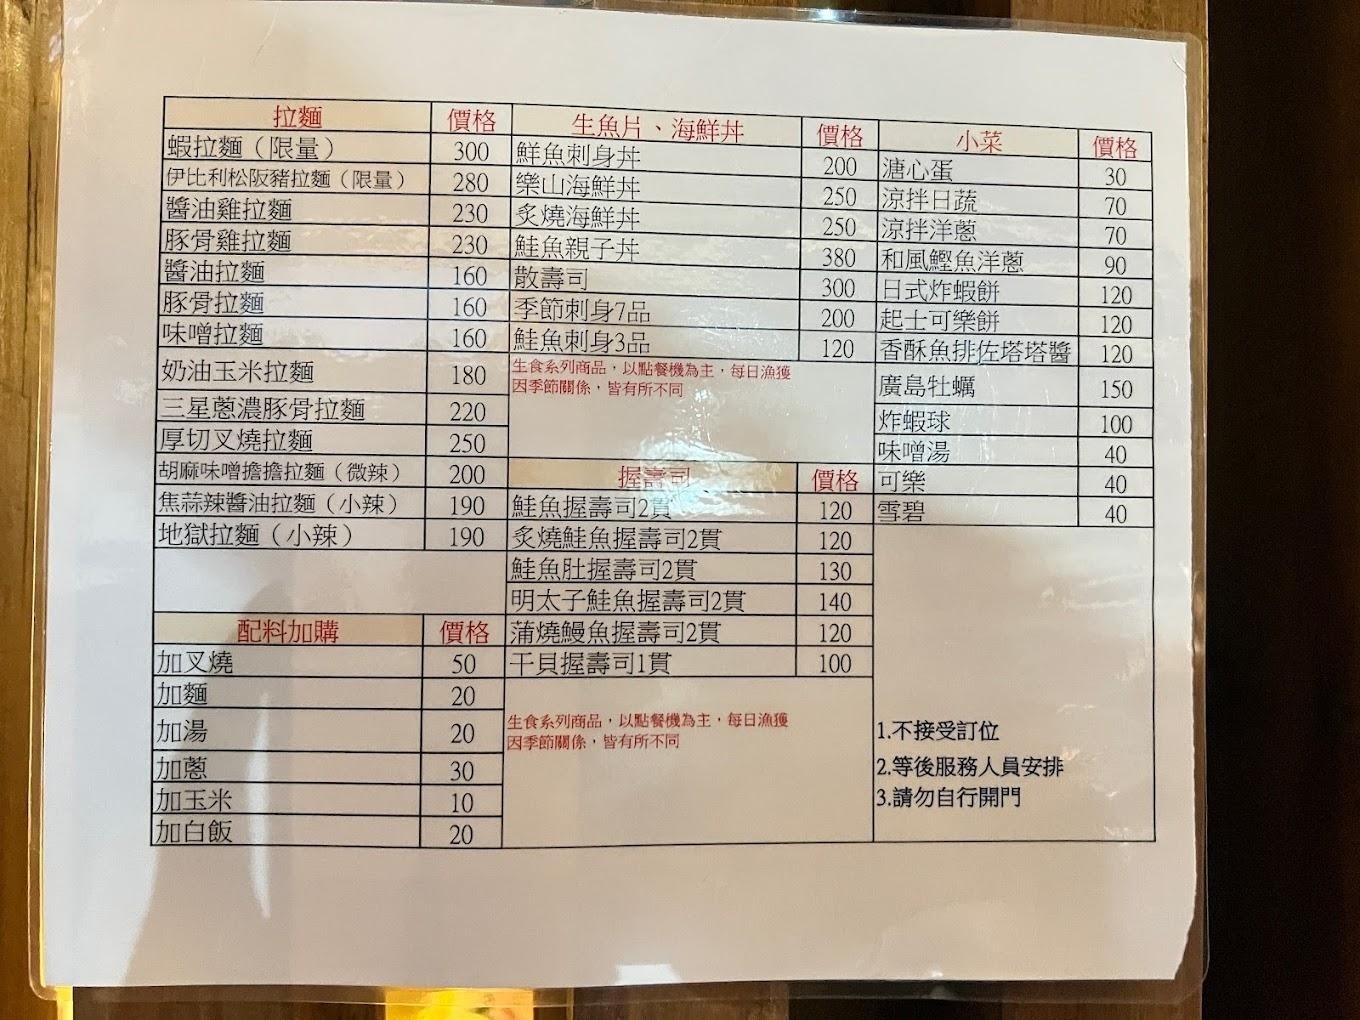 拉麵 價格
蝦拉麵（限量） 300
伊比利松阪豬拉麵（限量） 280
醬油雞拉麵 230
豚骨雞拉麵 230
醬油拉麵 160
豚骨拉麵 160
味噌拉麵 160
奶油玉米拉麵 180
三星蔥濃豚骨拉麵 220
厚切叉燒拉麵 250
胡麻味噌擔擔拉麵（微辣） 200
焦蒜辣醬油拉麵（小辣） 190
地獄拉麵（小辣） 190
配料加購 價格
加叉燒 50
加麵 20
加湯 20
加蔥 30
加玉米 10
加白飯 20
生魚片、海鮮丼 價格
鮮魚刺身丼 200
樂山海鮮丼 250
炙燒海鮮丼 250
鮭魚親子丼 380
散壽司 300
季節刺身7品 200
鮭魚刺身3品 120
生食系列商品，以點餐機為主，每日漁獲
因季節關係，皆有所不同
握壽司 價格
鮭魚握壽司2貫 120
炙燒鮭魚握壽司2貫 120
鮭魚肚握壽司2貫 130
明太子鮭魚握壽司2貫 140
蒲燒鰻魚握壽司2貫 120
干貝握壽司1貫 100
生食系列商品，以點餐機為主，每日漁獲
因季節關係，皆有所不同
小菜 價格
溏心蛋 30
涼拌日蔬 70
涼拌洋蔥 70
和風鰹魚洋蔥 90
日式炸蝦餅 120
起士可樂餅 120
香酥魚排佐塔塔醬 120
廣島牡蠣 150
炸蝦球 100
味噌湯 40
可樂 40
雪碧 40
1.不接受訂位
2.等後服務人員安排
3.請勿自行開門